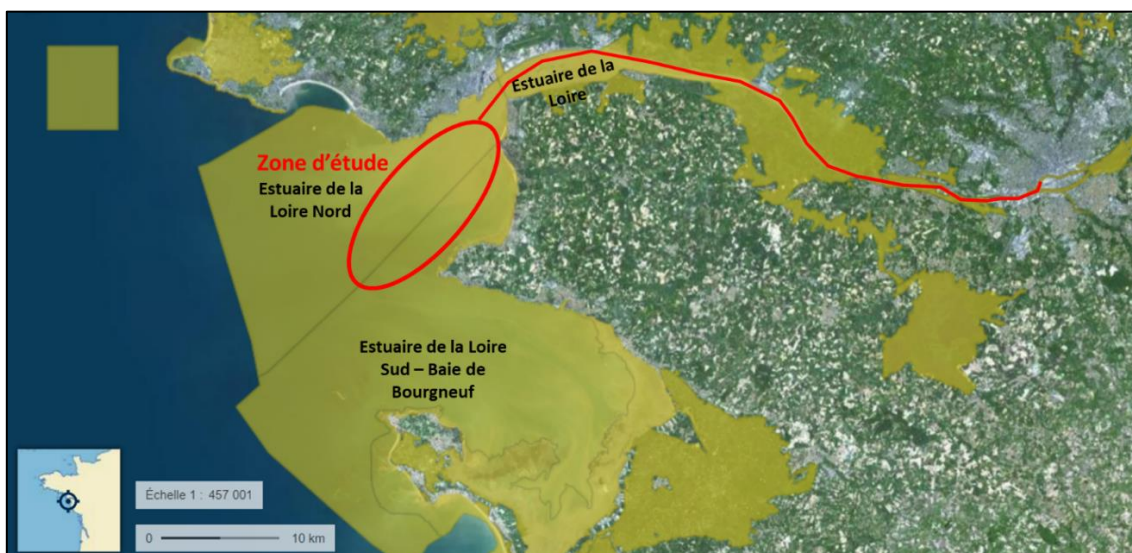 Estuaire de la
Loire
Zone d'étude
Estuaire de la
Loire Nord
Estuaire de la Loire
Sud – Baie de
Bourgneuf
Échelle 1 : 457 001
0 10 km